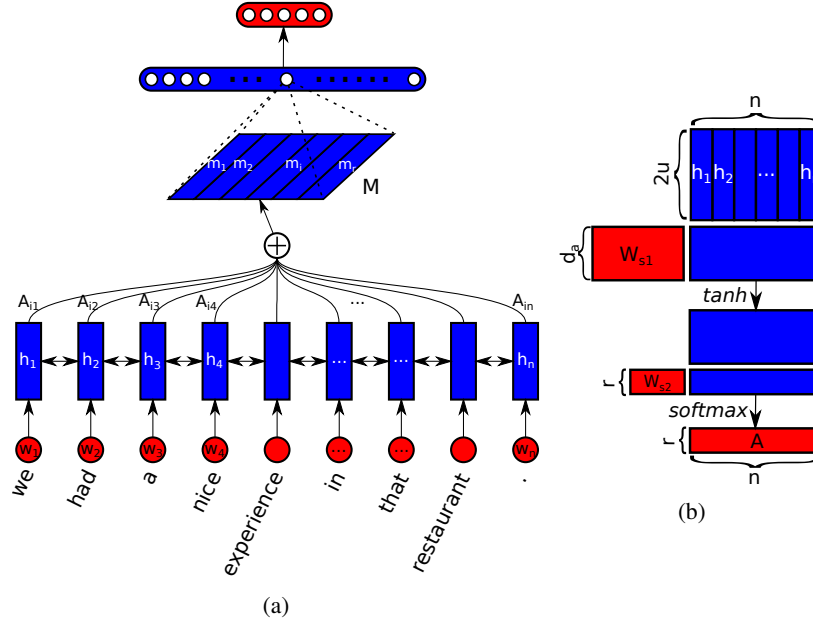 m1 m2 mi mr
M
Ai1 Ai2 Ai3 Ai4 ... Ain
h1 h2 h3 h4 ... ... hn
w1 w2 w3 w4 ... ... wn
we had a nice experience in that restaurant .
(a)
n
2u
h1 h2 ...
da
Ws1
tanh
r
Ws2
softmax
r
A
n
(b)